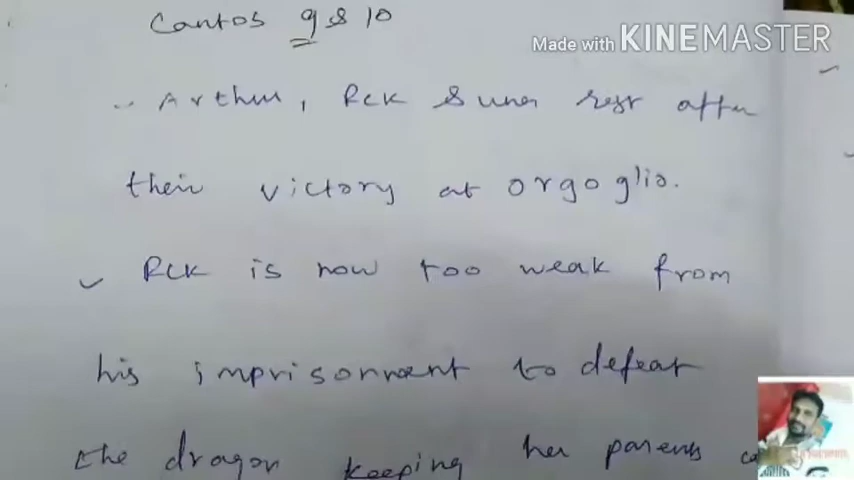 Cantos 9 & 10
Made with KINEMASTER
Arthur, RCK & una rest after
their victory at orgoglio.
RCK is now too weak from
his imprisonment to defeat
the dragon keeping her parents